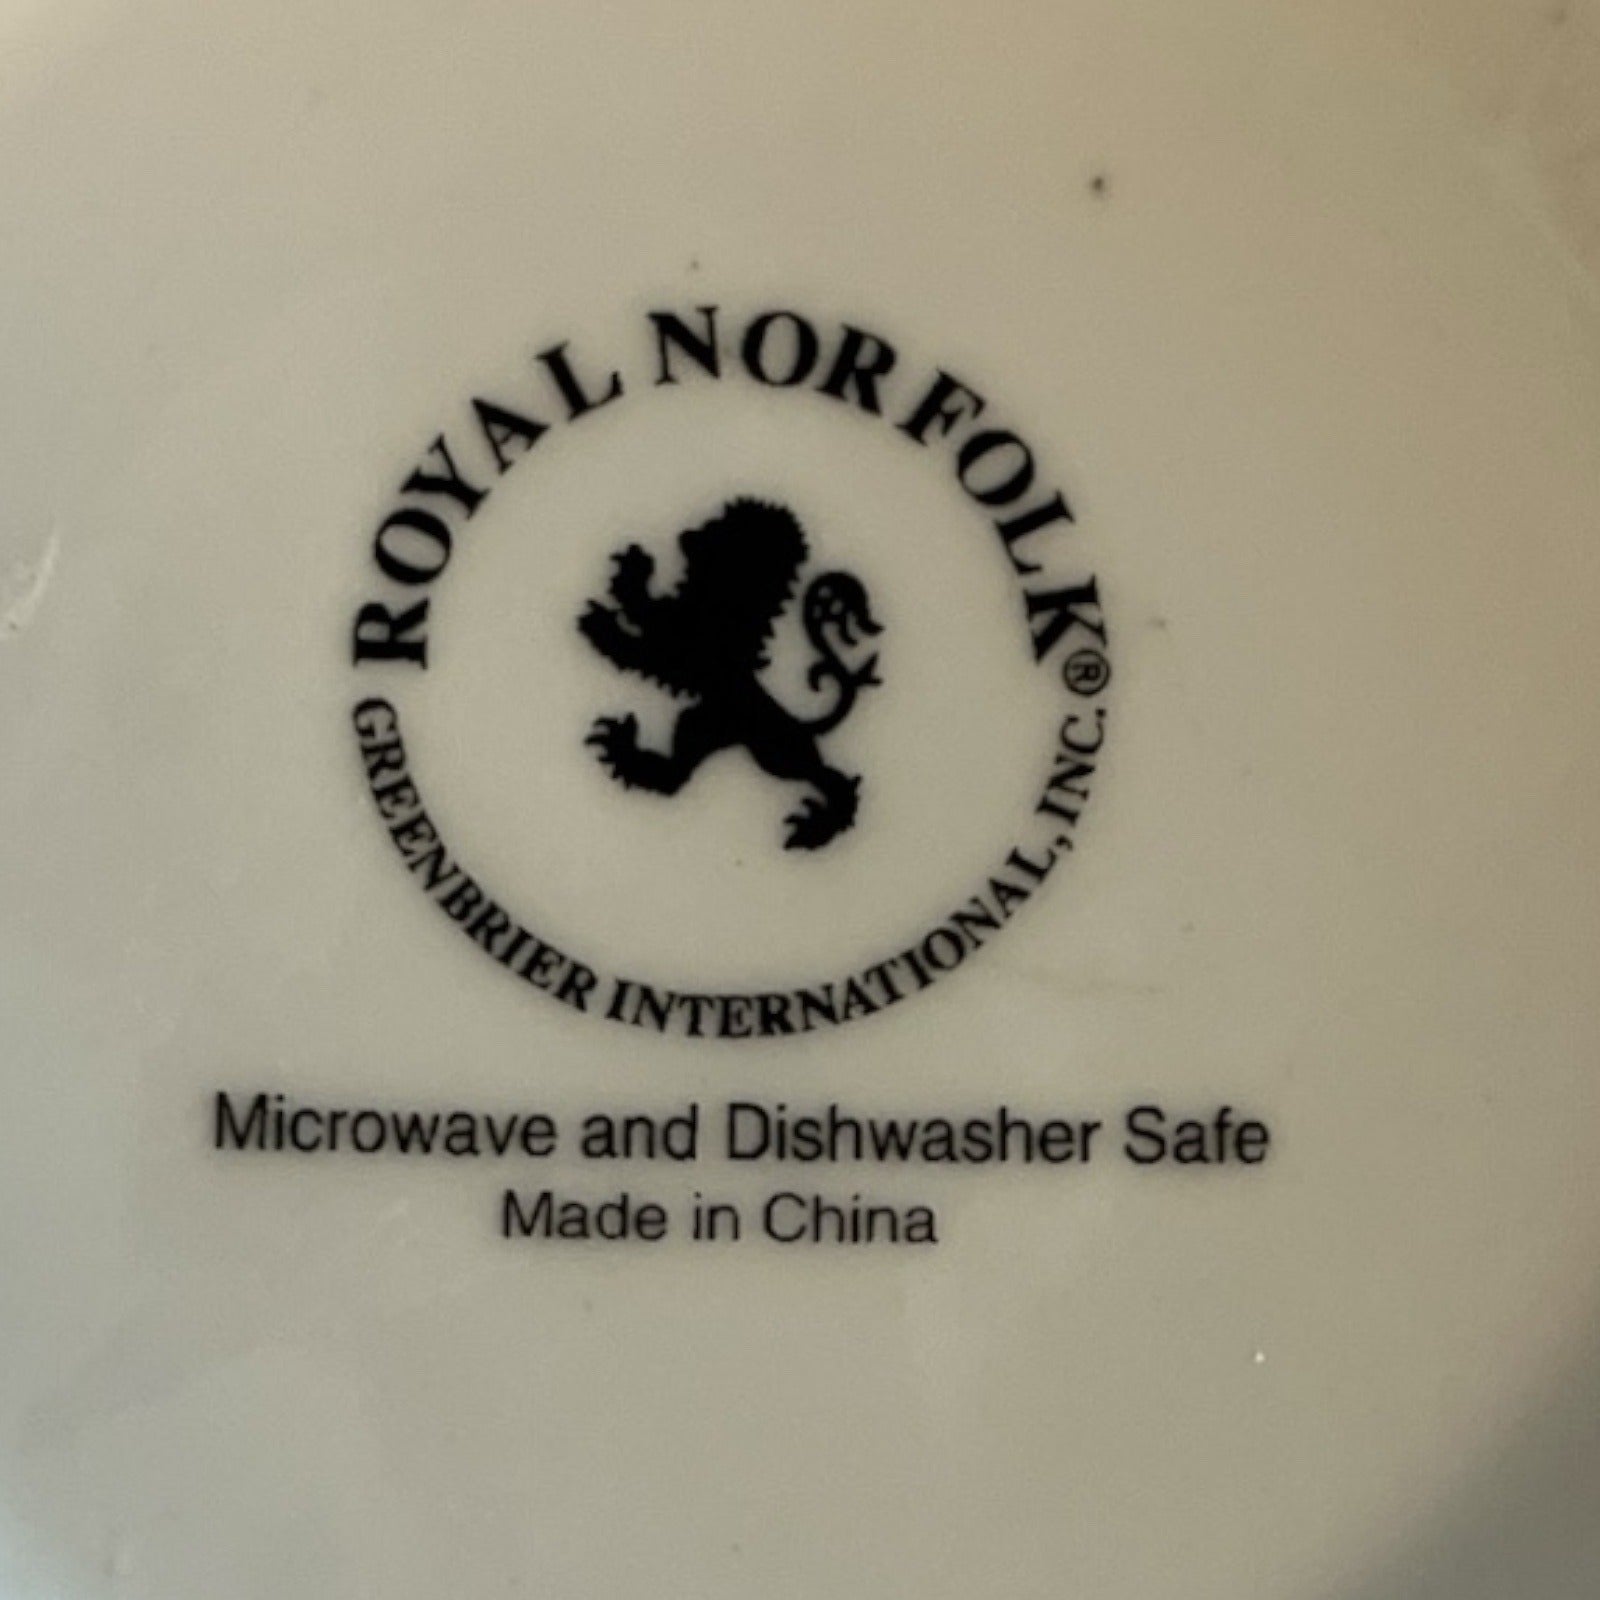 ROYAL NORFOLK®
GREENBRIER INTERNATIONAL, INC.
Microwave and Dishwasher Safe
Made in China